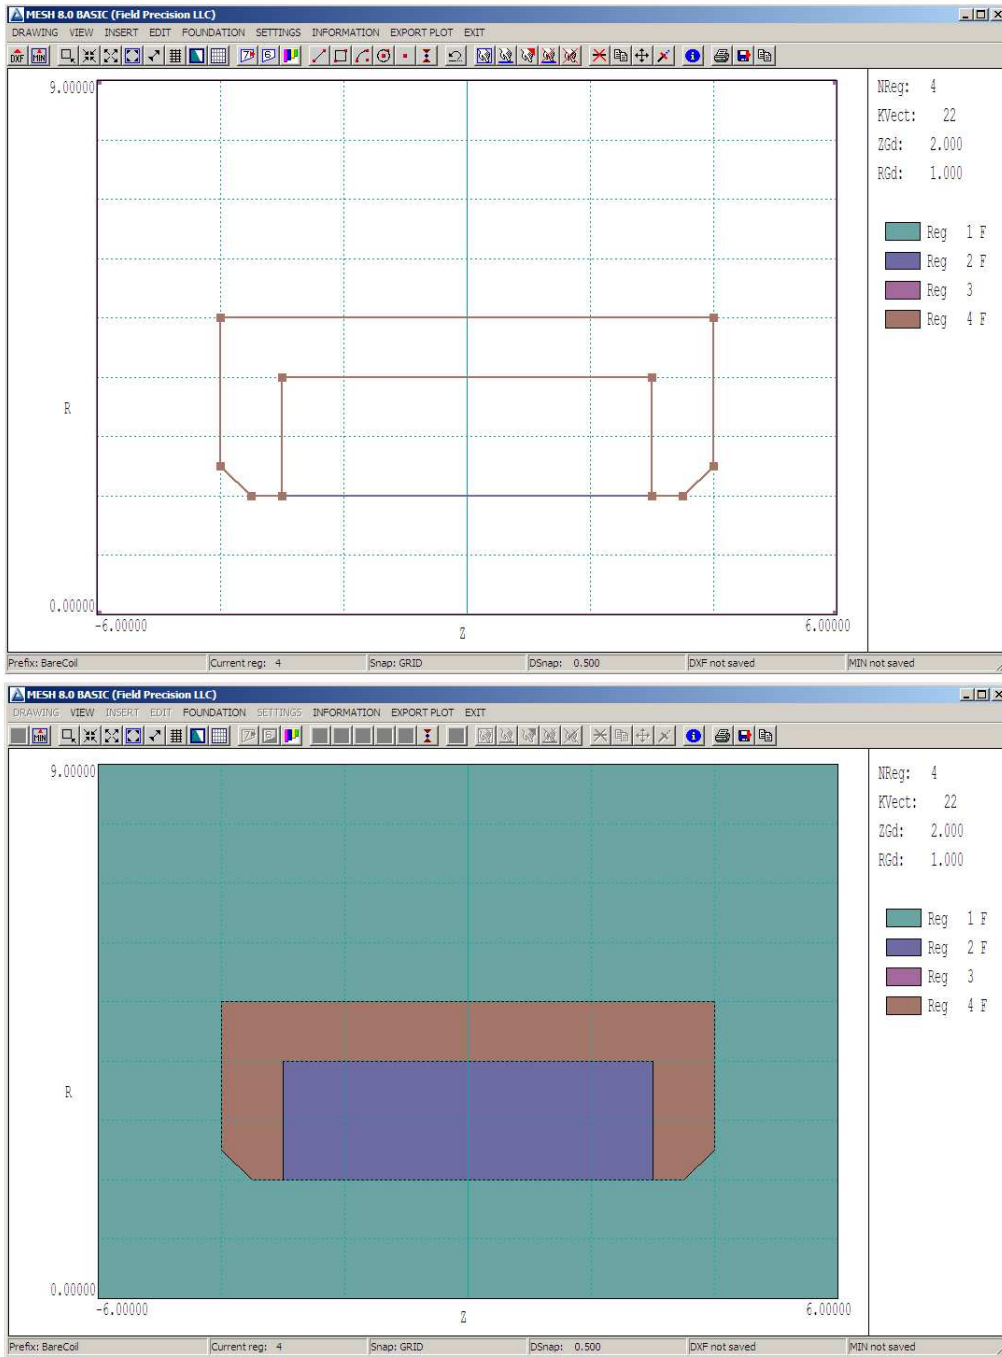 MESH 8.0 BASIC (Field Precision LLC)
DRAWING VIEW INSERT EDIT FOUNDATION SETTINGS INFORMATION EXPORT PLOT EXIT
DXF MIN
9.00000
R
0.00000
-6.00000 Z 6.00000
NReg: 4
KVect: 22
ZGd: 2.000
RGd: 1.000
Reg 1 F
Reg 2 F
Reg 3
Reg 4 F
Prefix: BareCoil Current reg: 4 Snap: GRID DSnap: 0.500 DXF not saved MIN not saved
MESH 8.0 BASIC (Field Precision LLC)
DRAWING VIEW INSERT EDIT FOUNDATION SETTINGS INFORMATION EXPORT PLOT EXIT
MIN
9.00000
R
0.00000
-6.00000 Z 6.00000
NReg: 4
KVect: 22
ZGd: 2.000
RGd: 1.000
Reg 1 F
Reg 2 F
Reg 3
Reg 4 F
Prefix: BareCoil Current reg: 4 Snap: GRID DSnap: 0.500 DXF not saved MIN not saved